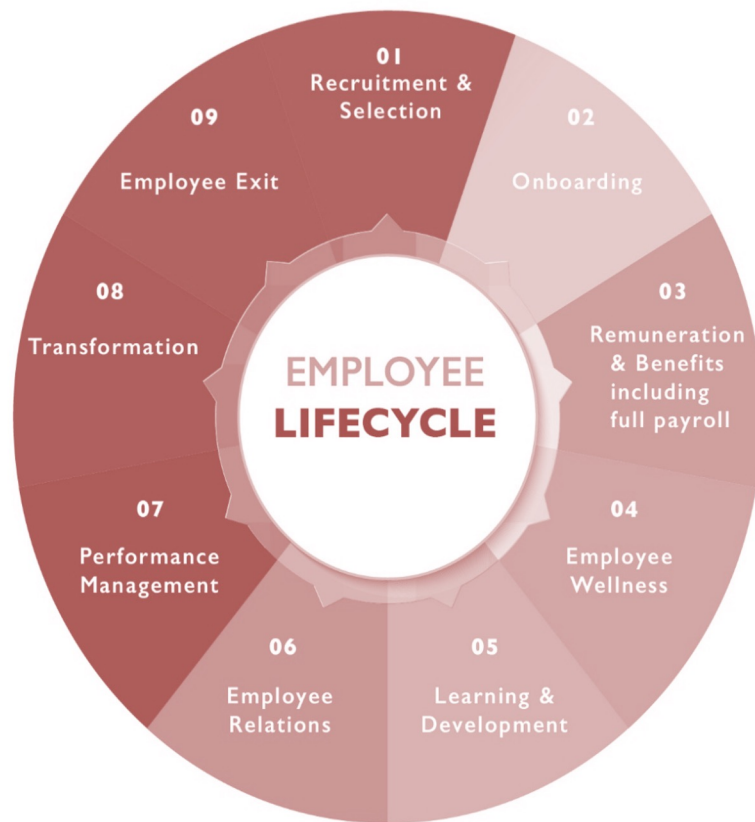 01
Recruitment &
Selection
02
Onboarding
03
Remuneration
& Benefits
including
full payroll
04
Employee
Wellness
05
Learning &
Development
06
Employee
Relations
07
Performance
Management
08
Transformation
09
Employee Exit
EMPLOYEE
LIFECYCLE